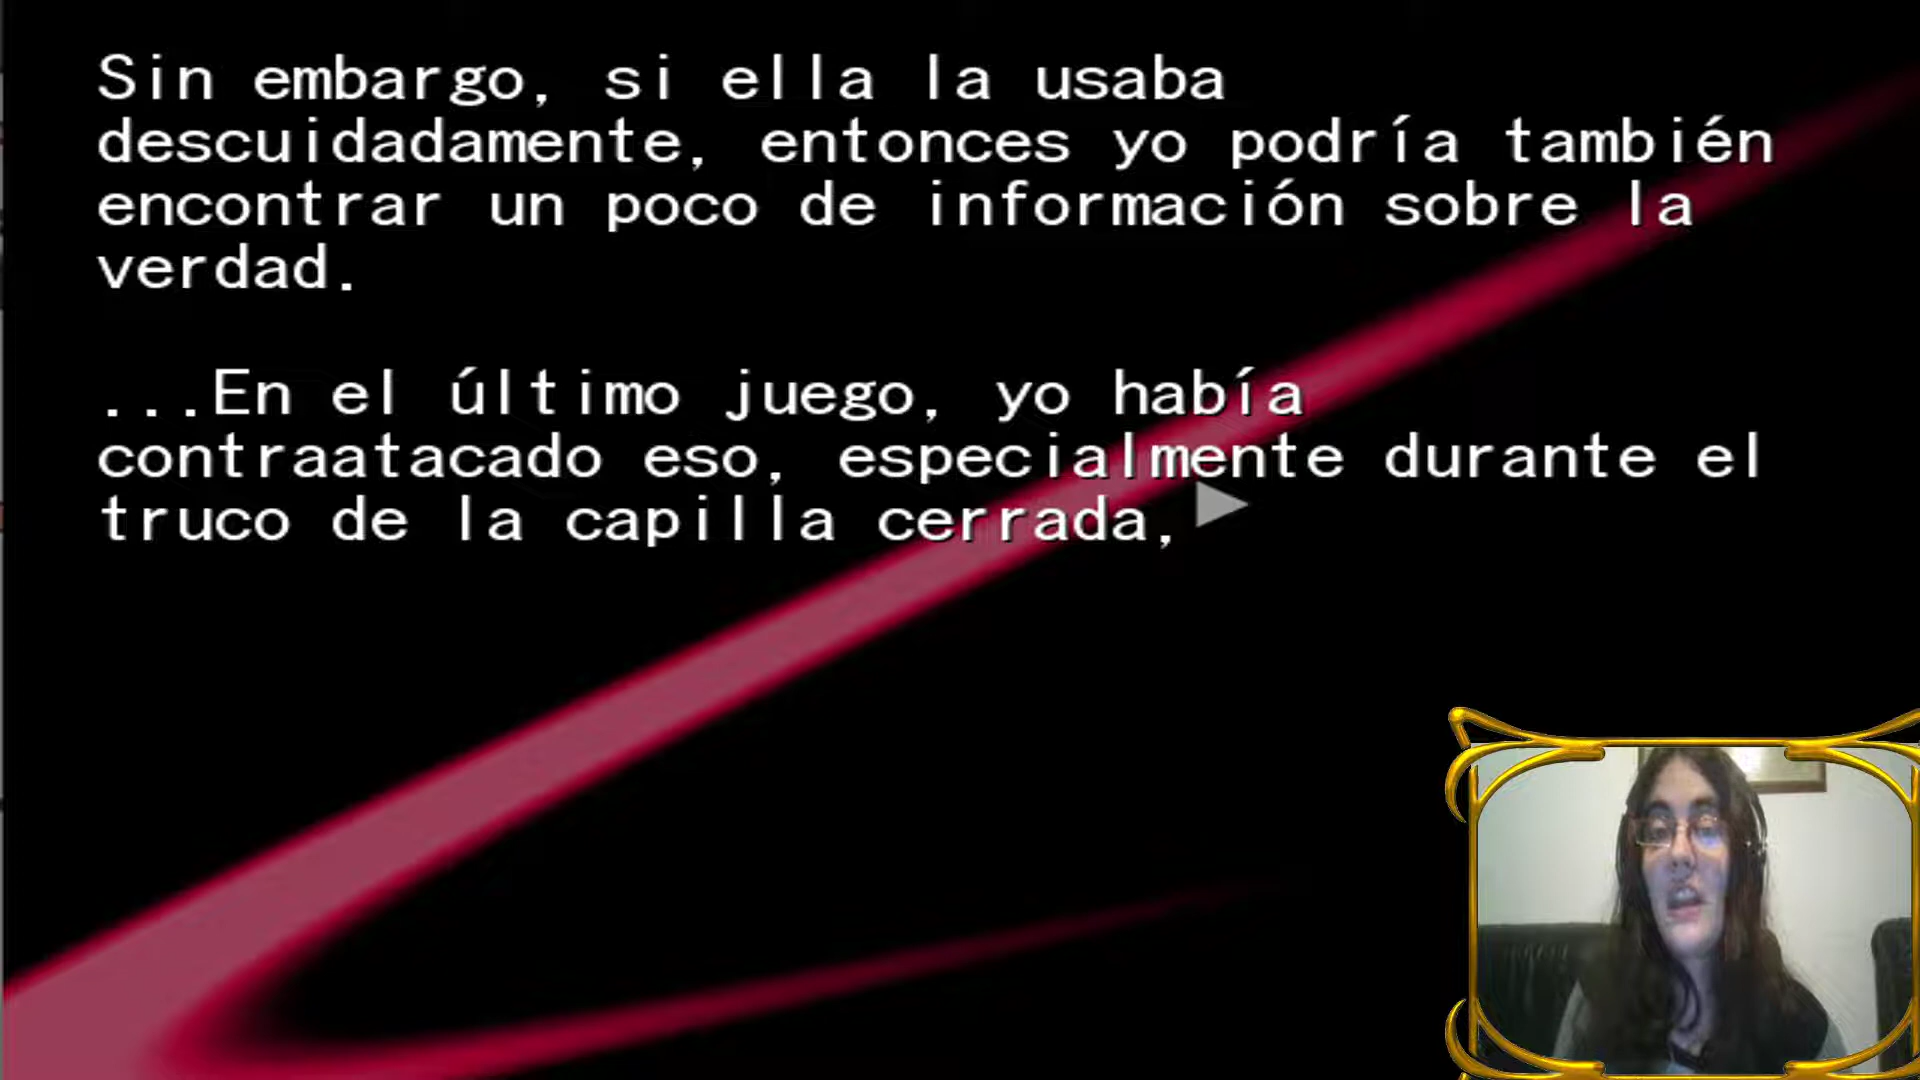 Sin embargo, si ella la usaba
descuidadamente, entonces yo podría también
encontrar un poco de información sobre la
verdad.
...En el último juego, yo había
contraatacado eso, especialmente durante el
truco de la capilla cerrada,